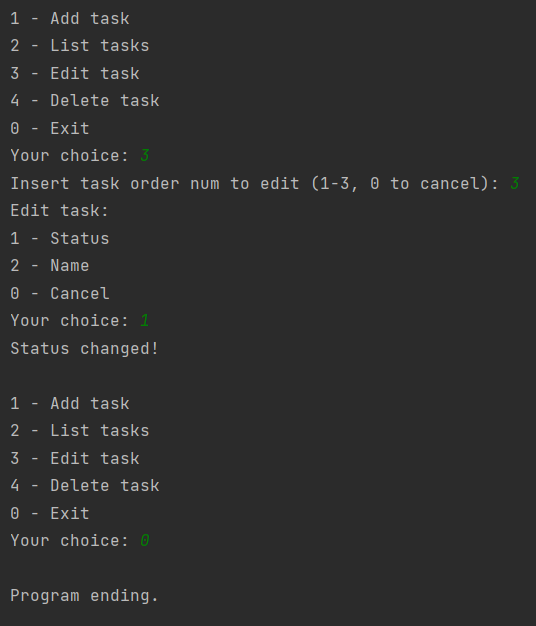 1 - Add task
2 - List tasks
3 - Edit task
4 - Delete task
0 - Exit
Your choice: 3
Insert task order num to edit (1-3, 0 to cancel): 3
Edit task:
1 - Status
2 - Name
0 - Cancel
Your choice: 1
Status changed!
1 - Add task
2 - List tasks
3 - Edit task
4 - Delete task
0 - Exit
Your choice: 0
Program ending.